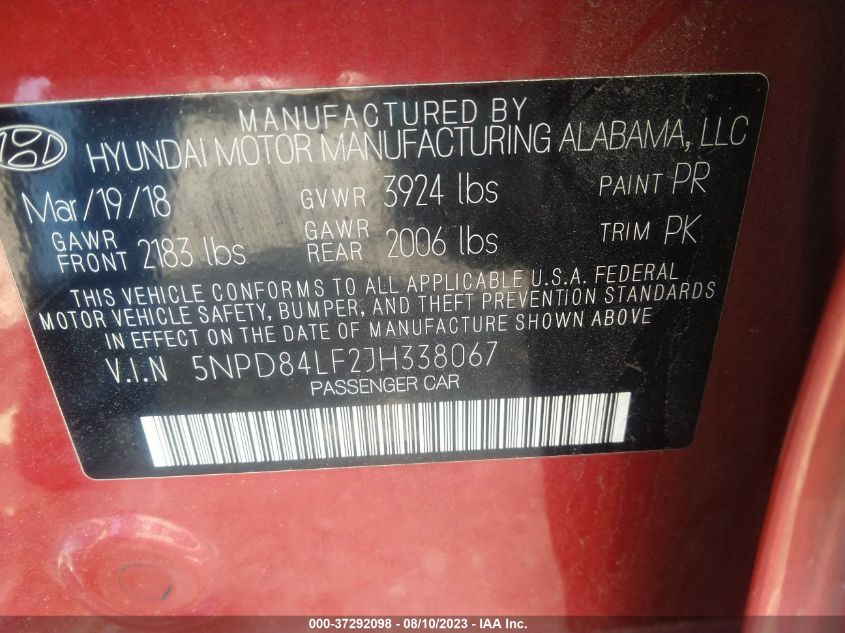 MANUFACTURED BY
HYUNDAI MOTOR MANUFACTURING ALABAMA, LLC
Mar/19/18 GVWR 3924 lbs PAINT PR
GAWR FRONT 2183 lbs GAWR REAR 2006 lbs TRIM PK
THIS VEHICLE CONFORMS TO ALL APPLICABLE U.S.A. FEDERAL
MOTOR VEHICLE SAFETY, BUMPER, AND THEFT PREVENTION STANDARDS
IN EFFECT ON THE DATE OF MANUFACTURE SHOWN ABOVE
V.I.N 5NPD84LF2JH338067
PASSENGER CAR
000-37292098 - 08/10/2023 - IAA Inc.